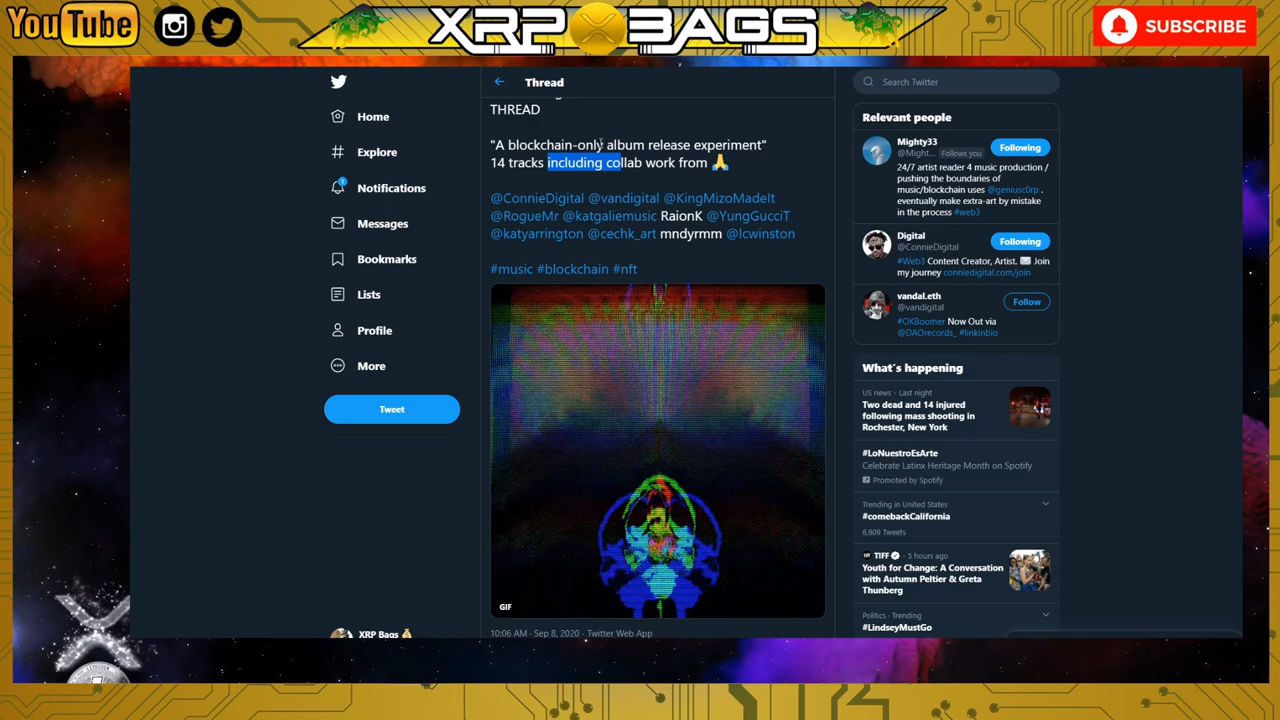 YouTube
XRP BAGS
SUBSCRIBE
Home
Explore
1
Notifications
Messages
Bookmarks
Lists
Profile
More
Tweet
XRP Bags
Thread
THREAD
"A blockchain-only album release experiment"
14 tracks including collab work from 🙏
@ConnieDigital @vandigital @KingMizoMadeIt
@RogueMr @katgaliemusic RaionK @YungGucciT
@katyarrington @cechk_art mndyrmm @lcwinston
#music #blockchain #nft
GIF
10:06 AM · Sep 8, 2020 · Twitter Web App
Search Twitter
Relevant people
Mighty33
@Might... Follows you
Following
24/7 artist reader 4 music production /
pushing the boundaries of
music/blockchain uses @geniusc0rp .
eventually make extra-art by mistake
in the process #web3
Digital
@ConnieDigital
Following
#Web3 Content Creator, Artist. ✉️ Join
my journey conniedigital.com/join
vandal.eth
@vandigital
Follow
#OKBoomer Now Out via
@DAOrecords_ #linkinbio
What's happening
US news · Last night
Two dead and 14 injured
following mass shooting in
Rochester, New York
#LoNuestroEsArte
Celebrate Latinx Heritage Month on Spotify
Promoted by Spotify
Trending in United States
#comebackCalifornia
6,809 Tweets
TIFF · 5 hours ago
Youth for Change: A Conversation
with Autumn Peltier & Greta
Thunberg
Politics · Trending
#LindseyMustGo